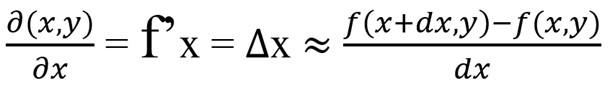 ∂(x,y)/∂x = f’x = Δx ≈ f(x+dx,y)−f(x,y)/dx